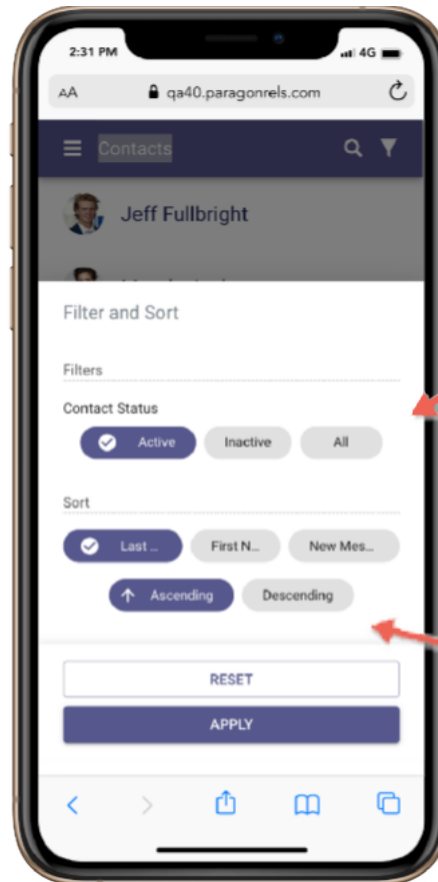 2:31 PM 4G
AA qa40.paragonrels.com
Contacts
Jeff Fullbright
Filter and Sort
Filters
Contact Status
Active Inactive All
Sort
Last ... First N... New Mes...
Ascending Descending
RESET
APPLY